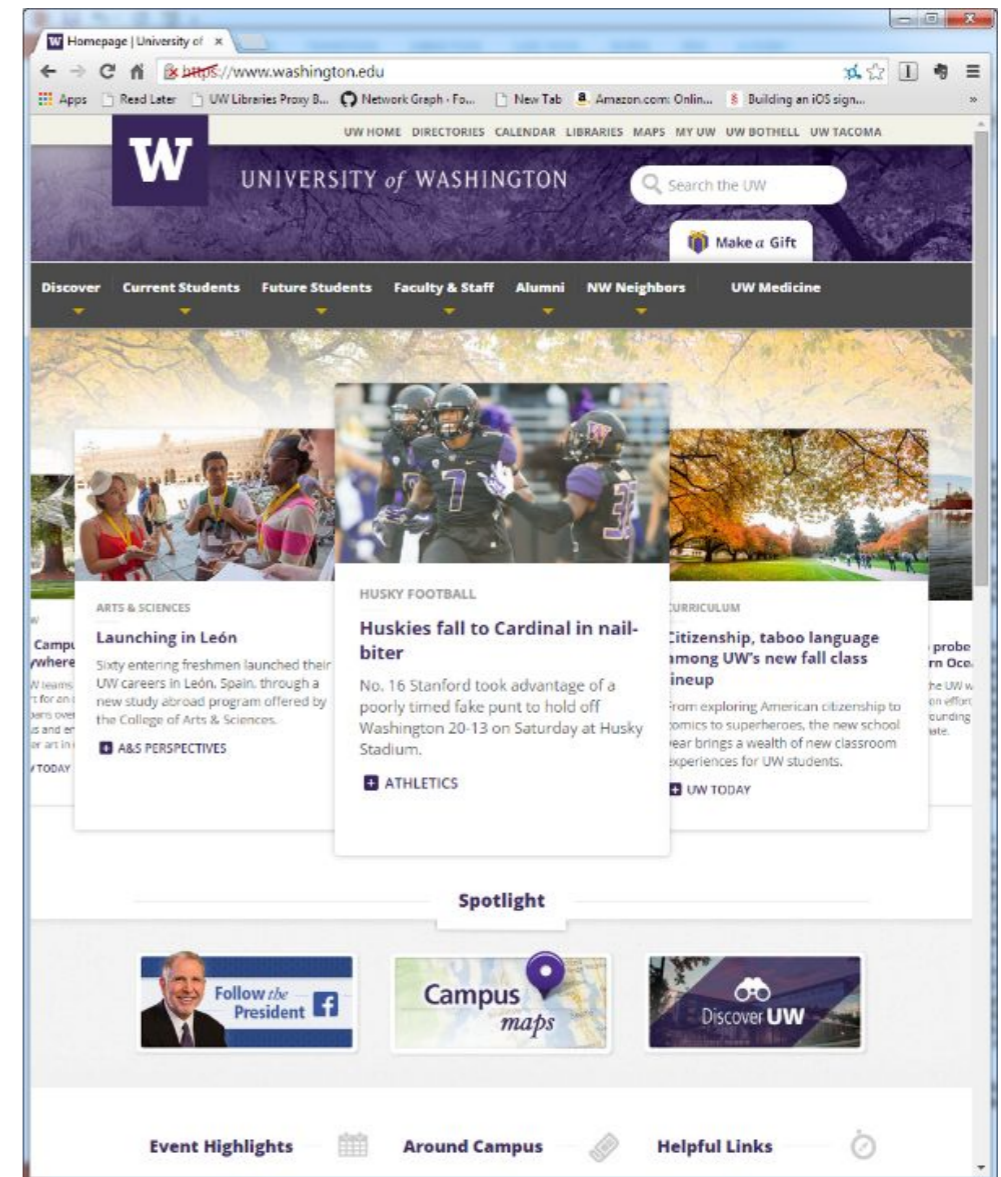 Homepage | University of
https://www.washington.edu
Apps Read Later UW Libraries Proxy B... Network Graph · Fo... New Tab Amazon.com: Onlin... Building an iOS sign... »
UW HOME DIRECTORIES CALENDAR LIBRARIES MAPS MY UW UW BOTHELL UW TACOMA
W
UNIVERSITY of WASHINGTON
Search the UW
Make a Gift
Discover Current Students Future Students Faculty & Staff Alumni NW Neighbors UW Medicine
ARTS & SCIENCES
Launching in León
Sixty entering freshmen launched their
UW careers in León, Spain, through a
new study abroad program offered by
the College of Arts & Sciences.
A&S PERSPECTIVES
7
W
HUSKY FOOTBALL
Huskies fall to Cardinal in nail-
biter
No. 16 Stanford took advantage of a
poorly timed fake punt to hold off
Washington 20-13 on Saturday at Husky
Stadium.
ATHLETICS
CURRICULUM
Citizenship, taboo language
among UW's new fall class
lineup
From exploring American citizenship to
comics to superheroes, the new school
year brings a wealth of new classroom
experiences for UW students.
UW TODAY
Campu
ywhere
TODAY
probe
rn Oce
Spotlight
Follow the
President
f
Campus
maps
Discover UW
Event Highlights Around Campus Helpful Links